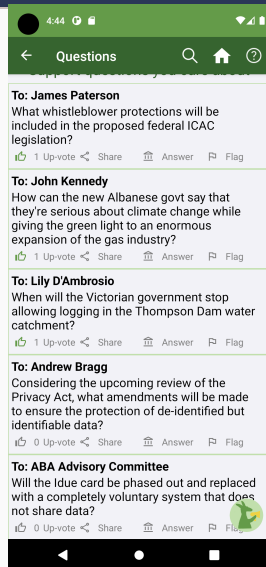 4:44
Questions
support questions you care about
To: James Paterson
What whistleblower protections will be
included in the proposed federal ICAC
legislation?
1 Up-vote Share Answer Flag
To: John Kennedy
How can the new Albanese govt say that
they're serious about climate change while
giving the green light to an enormous
expansion of the gas industry?
1 Up-vote Share Answer Flag
To: Lily D'Ambrosio
When will the Victorian government stop
allowing logging in the Thompson Dam water
catchment?
1 Up-vote Share Answer Flag
To: Andrew Bragg
Considering the upcoming review of the
Privacy Act, what amendments will be made
to ensure the protection of de-identified but
identifiable data?
0 Up-vote Share Answer Flag
To: ABA Advisory Committee
Will the Idue card be phased out and replaced
with a completely voluntary system that does
not share data?
0 Up-vote Share Answer Flag